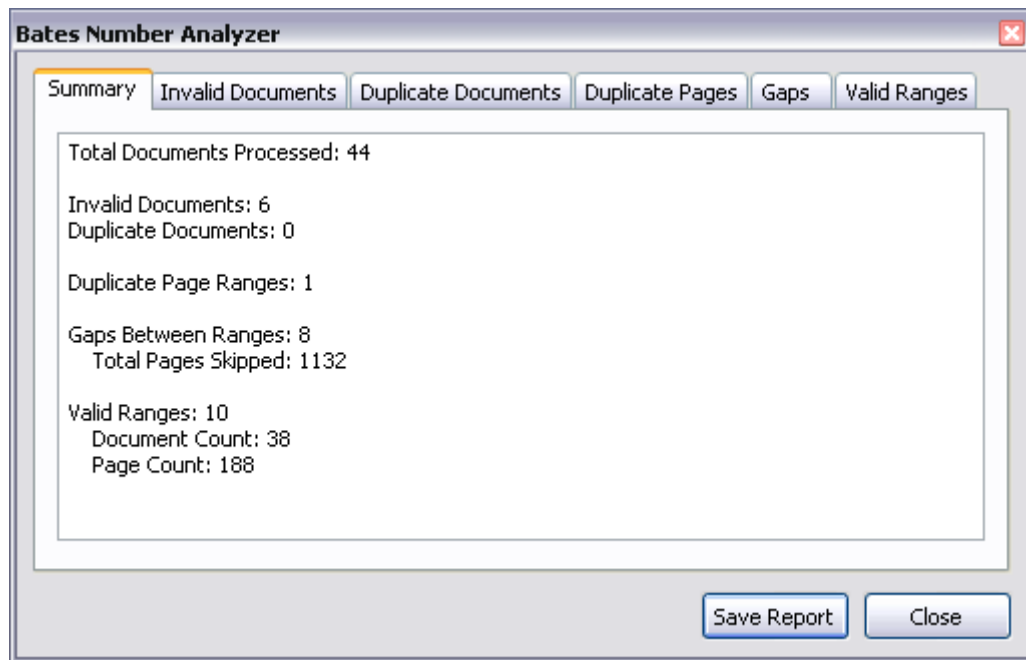 Bates Number Analyzer
Summary Invalid Documents Duplicate Documents Duplicate Pages Gaps Valid Ranges
Total Documents Processed: 44
Invalid Documents: 6
Duplicate Documents: 0
Duplicate Page Ranges: 1
Gaps Between Ranges: 8
Total Pages Skipped: 1132
Valid Ranges: 10
Document Count: 38
Page Count: 188
Save Report Close